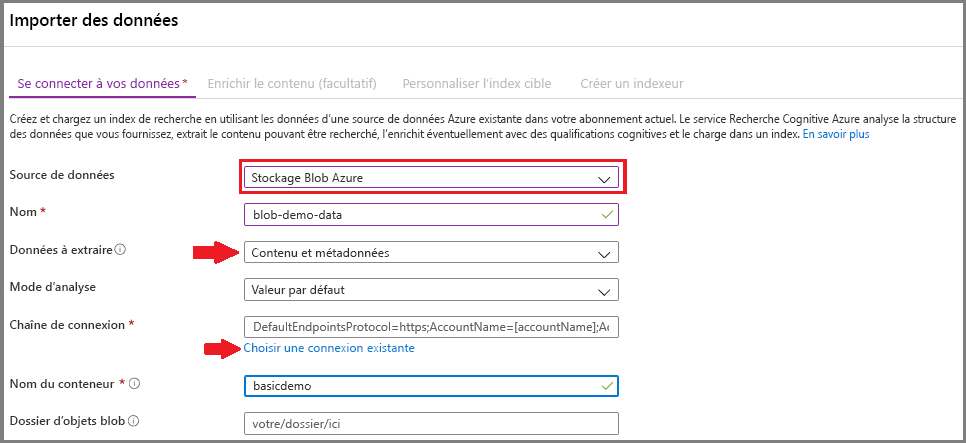 Importer des données
Se connecter à vos données * Enrichir le contenu (facultatif) Personnaliser l'index cible Créer un indexeur
Créez et chargez un index de recherche en utilisant les données d'une source de données Azure existante dans votre abonnement actuel. Le service Recherche Cognitive Azure analyse la structure
des données que vous fournissez, extrait le contenu pouvant être recherché, l'enrichit éventuellement avec des qualifications cognitives et le charge dans un index. En savoir plus
Source de données Stockage Blob Azure
Nom * blob-demo-data
Données à extraire Contenu et métadonnées
Mode d'analyse Valeur par défaut
Chaîne de connexion * DefaultEndpointsProtocol=https;AccountName=[accountName];Ac
Choisir une connexion existante
Nom du conteneur * basicdemo
Dossier d'objets blob votre/dossier/ici